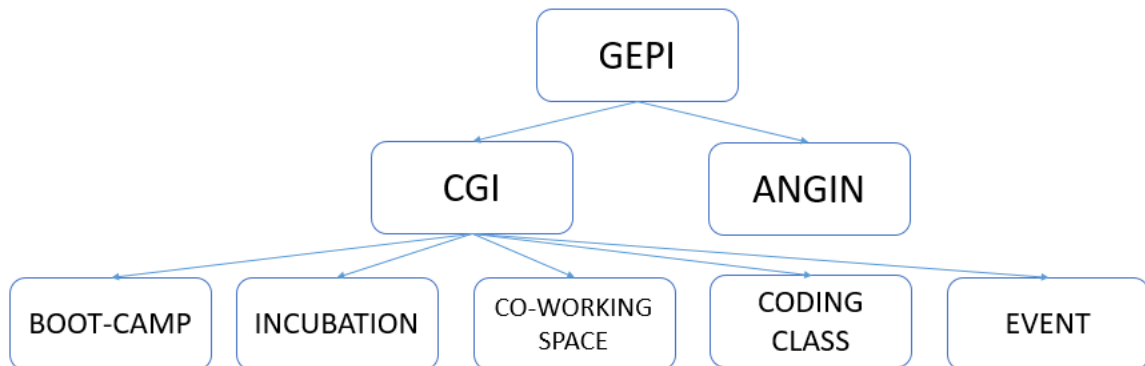 GEPI
CGI
ANGIN
BOOT-CAMP
INCUBATION
CO-WORKING
SPACE
CODING
CLASS
EVENT